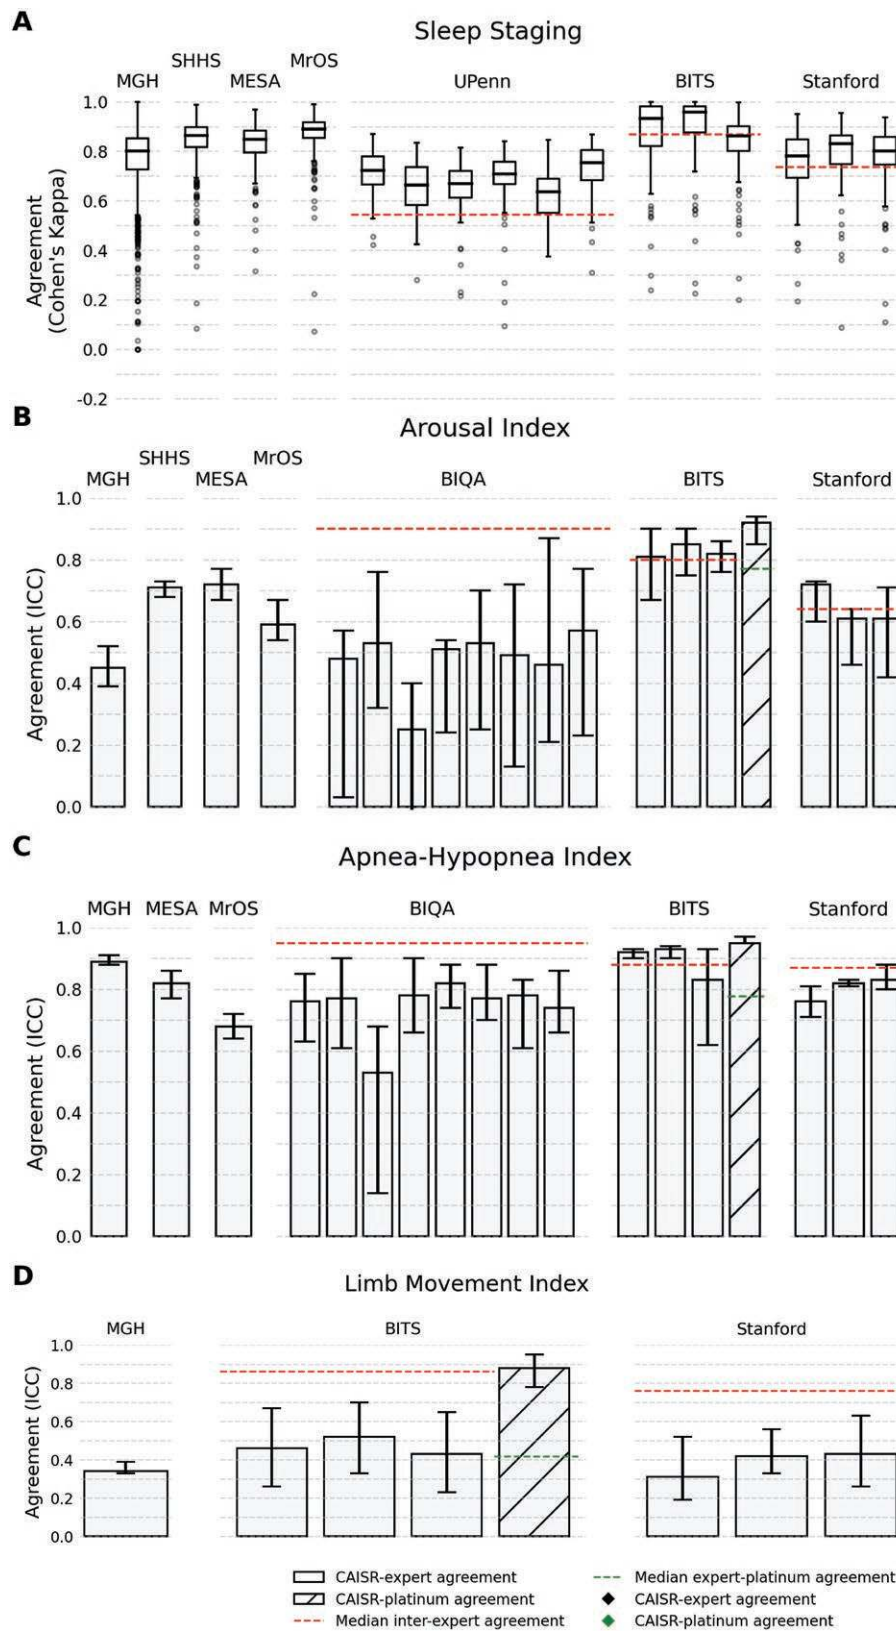 A
Sleep Staging
MGH
SHHS
MESA
MrOS
UPenn
BITS
Stanford
Agreement
(Cohen's Kappa)
1.0
0.8
0.6
0.4
0.2
0.0
-0.2
B
Arousal Index
MGH
SHHS
MESA
MrOS
BIQA
BITS
Stanford
Agreement (ICC)
1.0
0.8
0.6
0.4
0.2
0.0
C
Apnea-Hypopnea Index
MGH
MESA
MrOS
BIQA
BITS
Stanford
Agreement (ICC)
1.0
0.8
0.6
0.4
0.2
0.0
D
Limb Movement Index
MGH
BITS
Stanford
Agreement (ICC)
1.0
0.8
0.6
0.4
0.2
0.0
CAISR-expert agreement
CAISR-platinum agreement
Median inter-expert agreement
Median expert-platinum agreement
CAISR-expert agreement
CAISR-platinum agreement